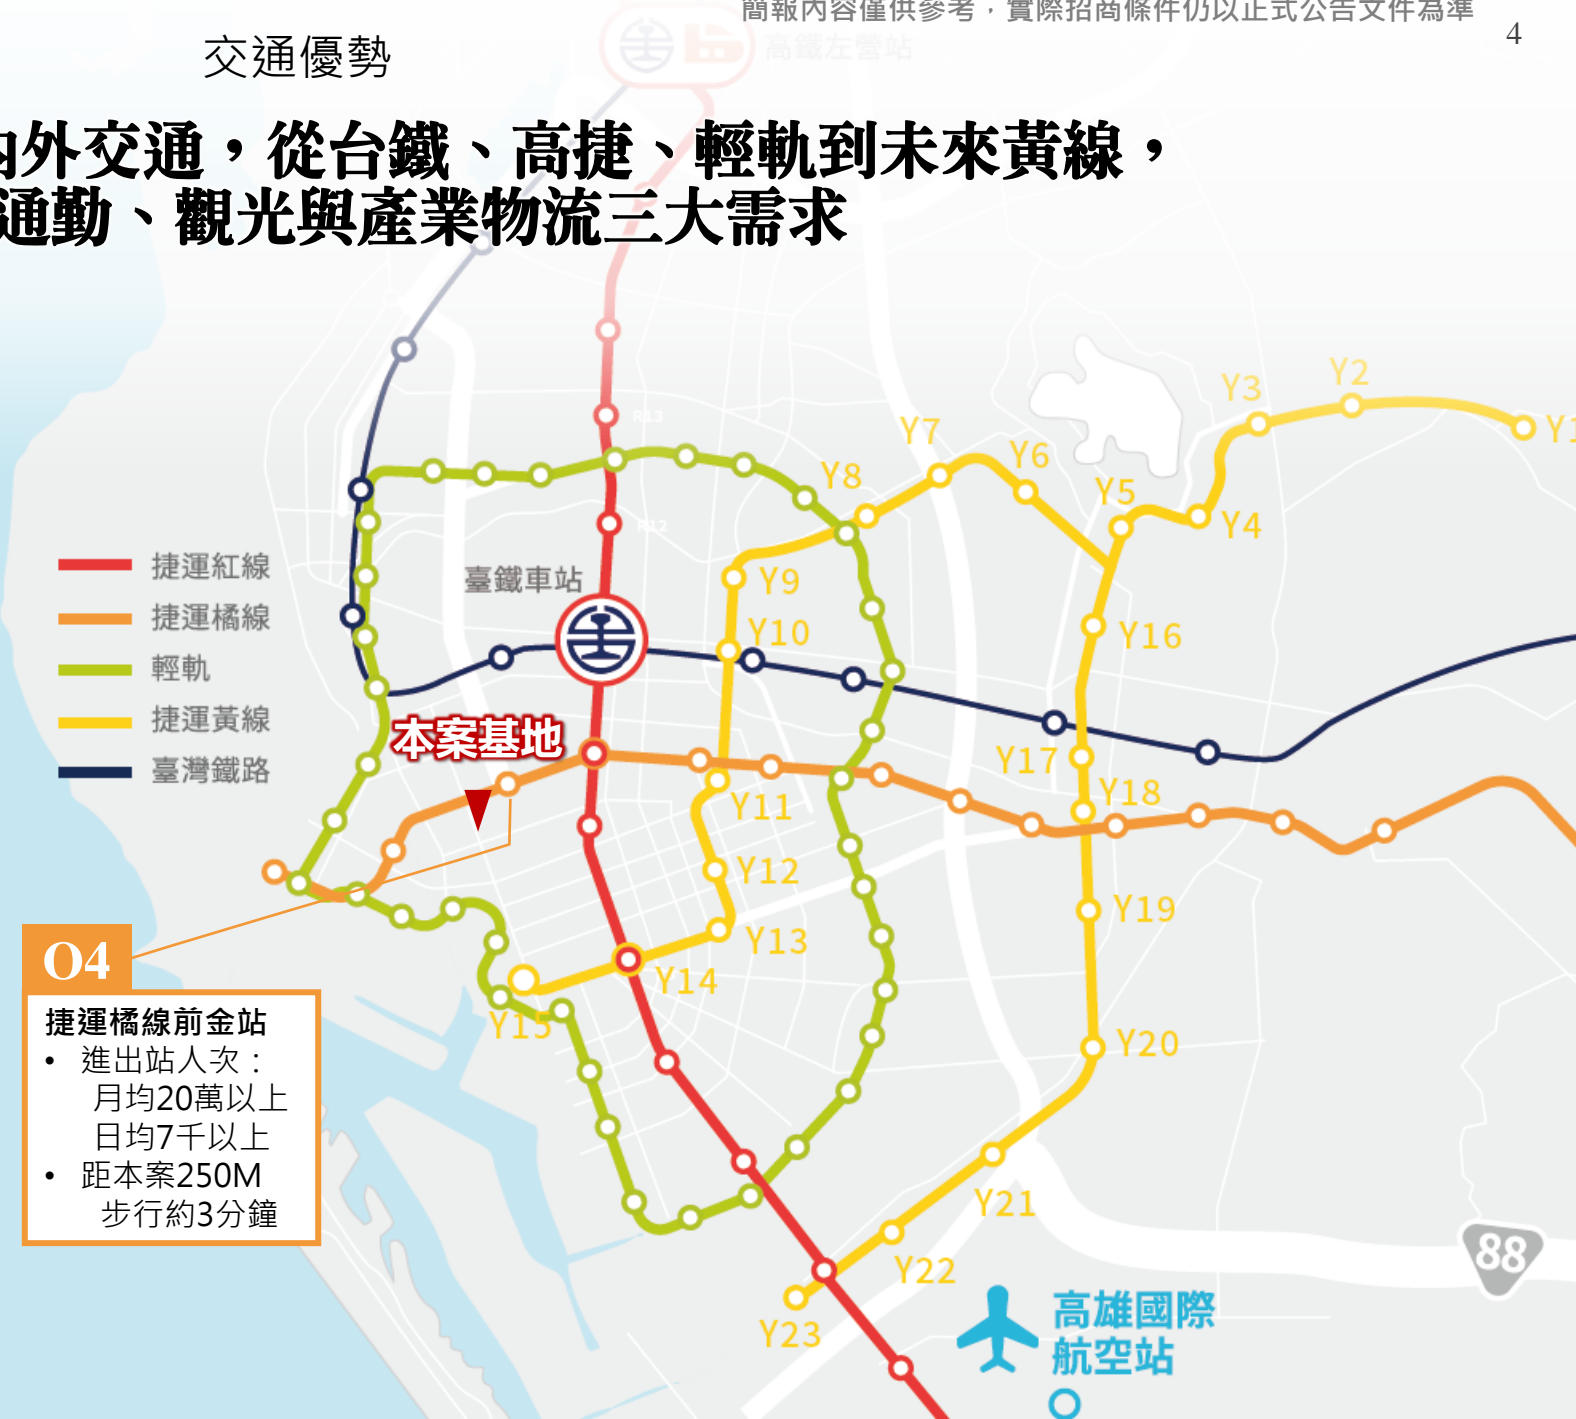 簡報內容僅供參考，實際招商條件仍以正式公告文件為準
4
交通優勢
高鐵左營站
內外交通，從台鐵、高捷、輕軌到未來黃線，
通勤、觀光與產業物流三大需求
R13
R12
Y1
Y2
Y3
Y4
Y5
Y6
Y7
Y8
Y9
Y10
Y11
Y12
Y13
Y14
Y15
Y16
Y17
Y18
Y19
Y20
Y21
Y22
Y23
臺鐵車站
捷運紅線
捷運橘線
輕軌
捷運黃線
臺灣鐵路
本案基地
O4
捷運橘線前金站
• 進出站人次：
月均20萬以上
日均7千以上
• 距本案250M
步行約3分鐘
88
高雄國際
航空站